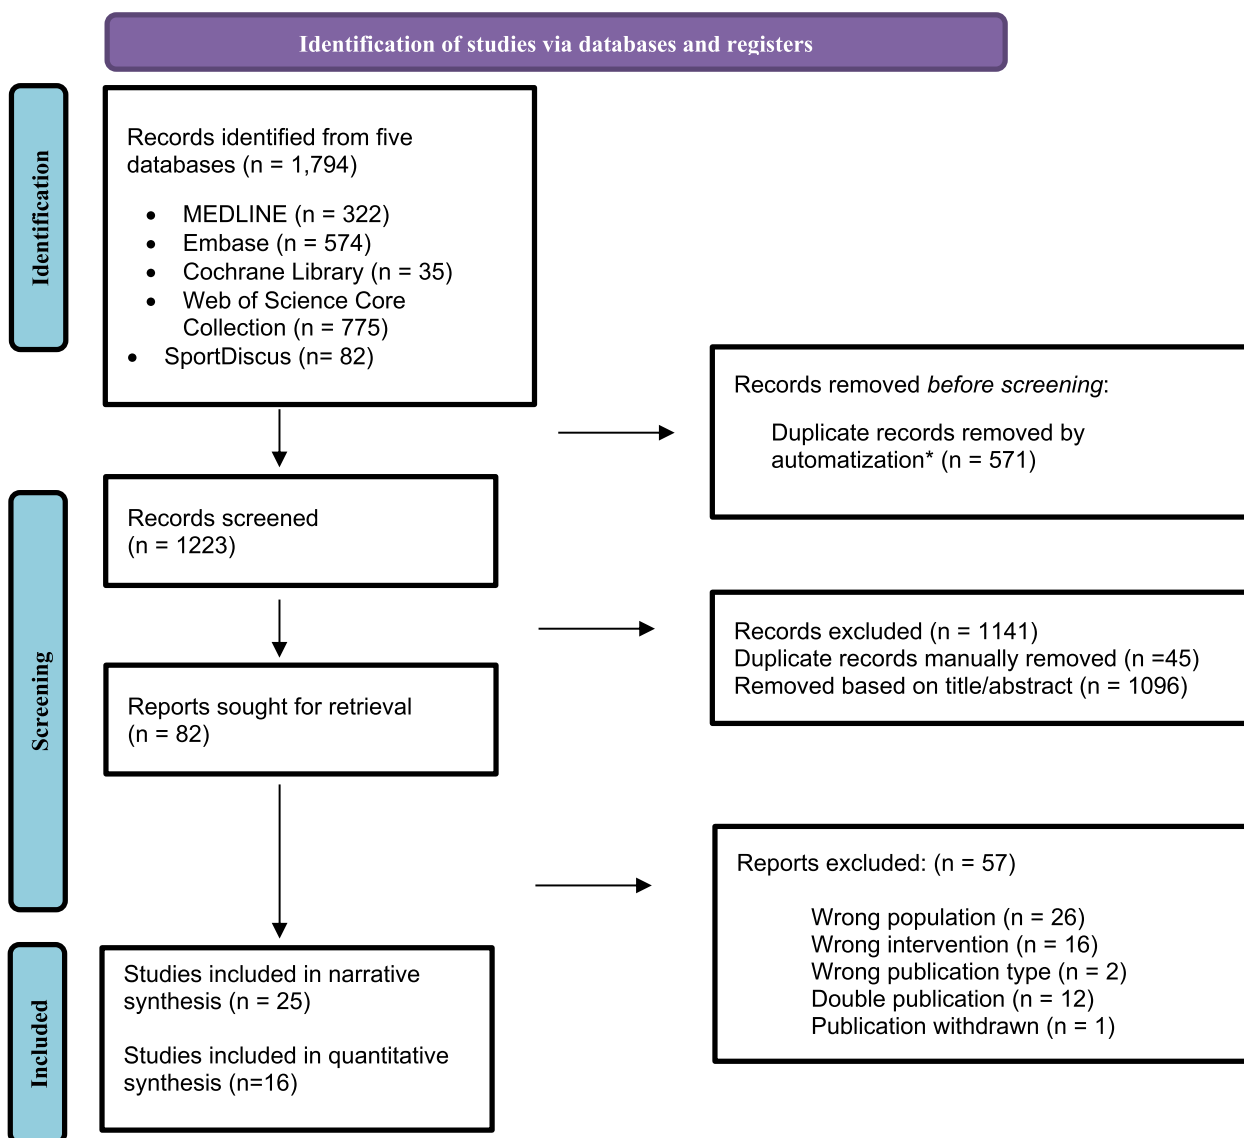 Identification of studies via databases and registers
Identification
Records identified from five
databases (n = 1,794)
• MEDLINE (n = 322)
• Embase (n = 574)
• Cochrane Library (n = 35)
• Web of Science Core
Collection (n = 775)
• SportDiscus (n= 82)
Records removed before screening:
Duplicate records removed by
automatization* (n = 571)
Screening
Records screened
(n = 1223)
Records excluded (n = 1141)
Duplicate records manually removed (n =45)
Removed based on title/abstract (n = 1096)
Reports sought for retrieval
(n = 82)
Reports excluded: (n = 57)
Wrong population (n = 26)
Wrong intervention (n = 16)
Wrong publication type (n = 2)
Double publication (n = 12)
Publication withdrawn (n = 1)
Included
Studies included in narrative
synthesis (n = 25)
Studies included in quantitative
synthesis (n=16)